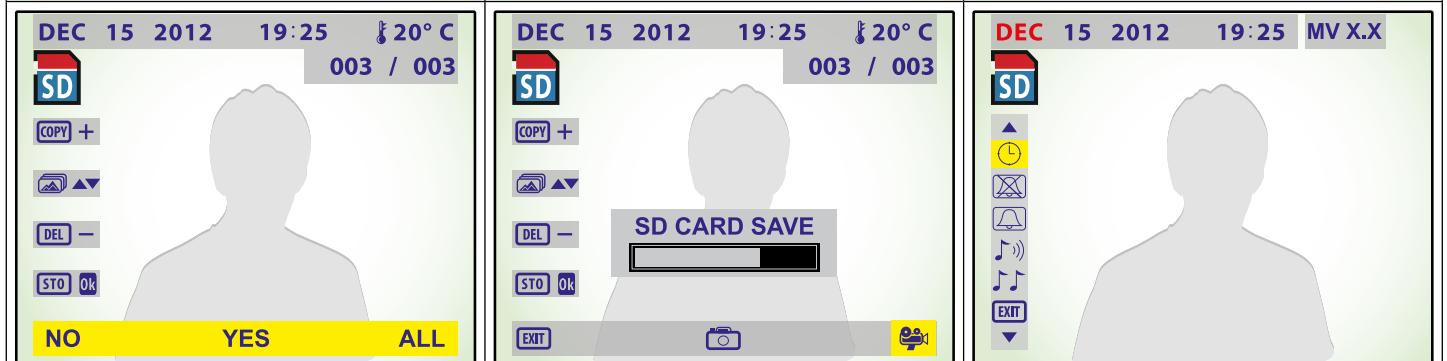 DEC 15 2012 19:25 20° C
003 / 003
SD
COPY +
DEL −
STO Ok
NO YES ALL
DEC 15 2012 19:25 20° C
003 / 003
SD
COPY +
DEL −
SD CARD SAVE
STO Ok
EXIT
DEC 15 2012 19:25 MV X.X
SD
EXIT